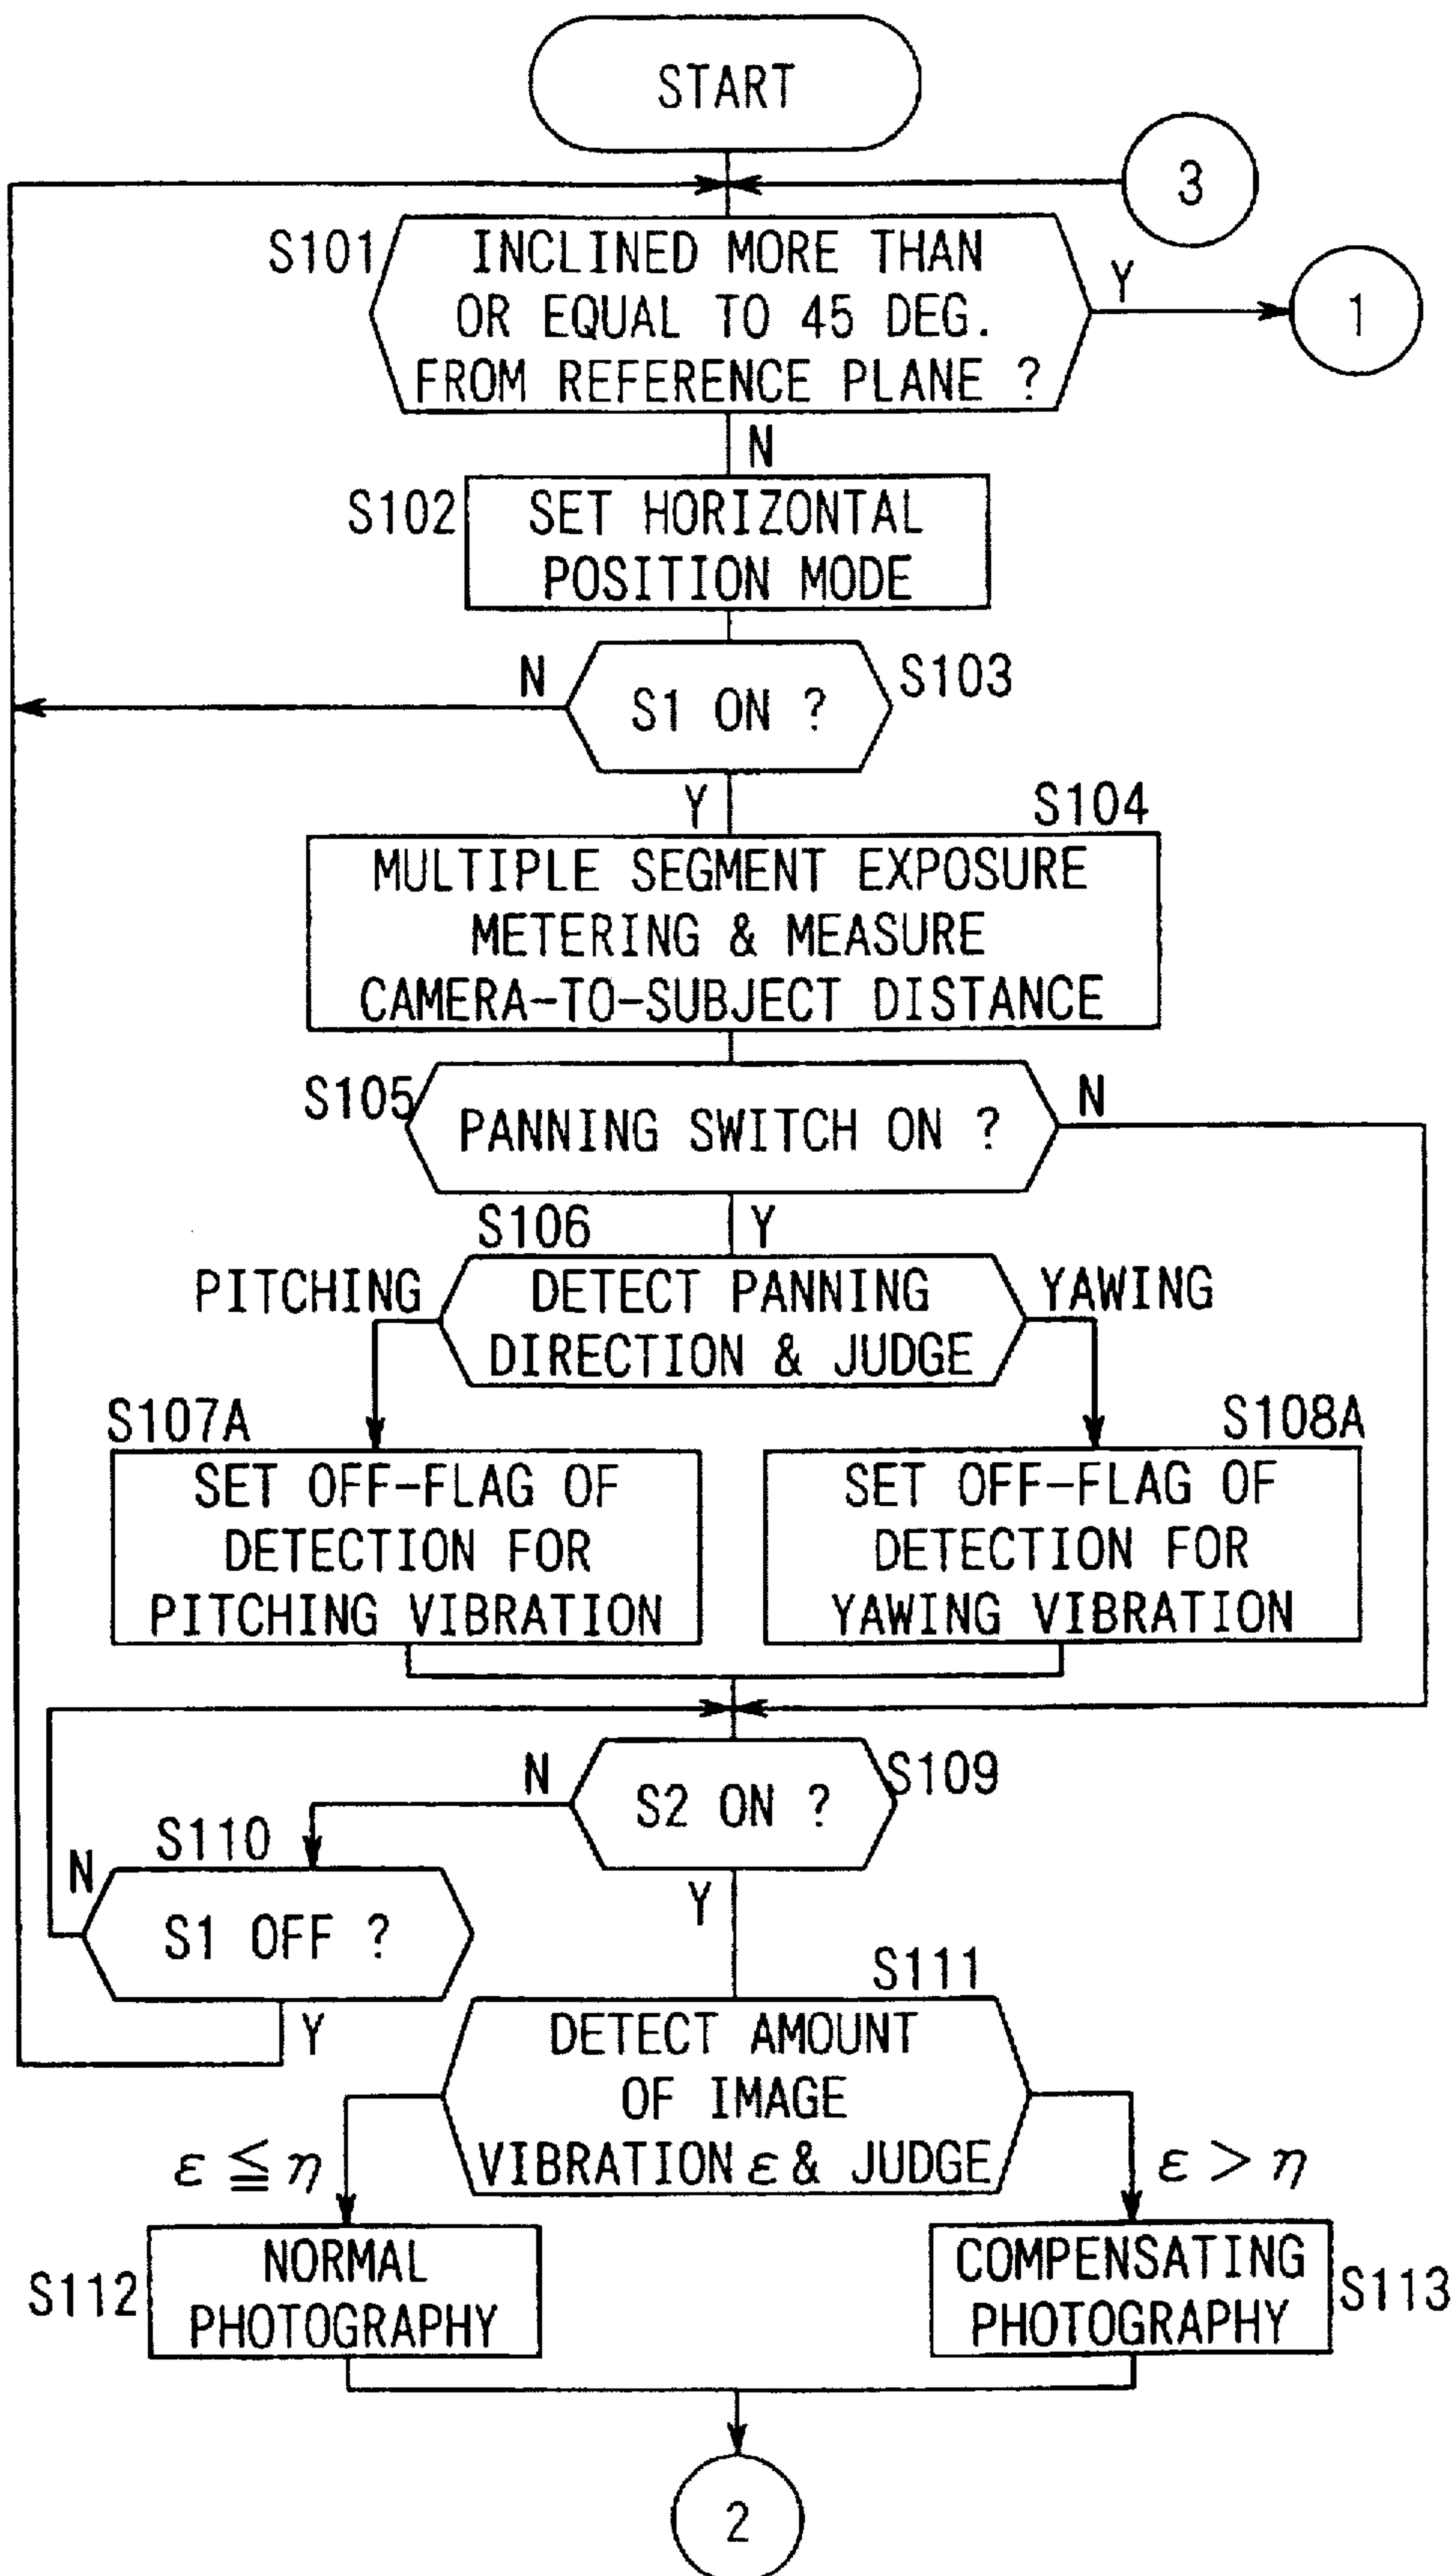 START
3
S101
INCLINED MORE THAN
OR EQUAL TO 45 DEG.
FROM REFERENCE PLANE ?
Y
1
N
S102
SET HORIZONTAL
POSITION MODE
N
S103
S1 ON ?
Y
S104
MULTIPLE SEGMENT EXPOSURE
METERING & MEASURE
CAMERA-TO-SUBJECT DISTANCE
S105
PANNING SWITCH ON ?
N
S106
Y
PITCHING
DETECT PANNING
DIRECTION & JUDGE
YAWING
S107A
SET OFF-FLAG OF
DETECTION FOR
PITCHING VIBRATION
S108A
SET OFF-FLAG OF
DETECTION FOR
YAWING VIBRATION
N
S109
S2 ON ?
S110
N
S1 OFF ?
Y
Y
S111
DETECT AMOUNT
OF IMAGE
VIBRATION ε & JUDGE
ε ≦ η
ε > η
S112
NORMAL
PHOTOGRAPHY
COMPENSATING
PHOTOGRAPHY
S113
2